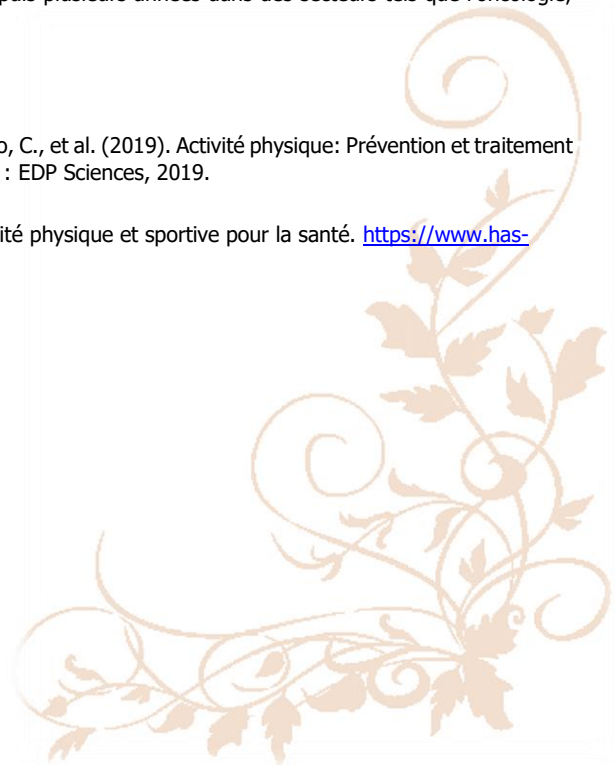 plusieurs années dans des secteurs tels que l'oncologie,
C., et al. (2019). Activité physique: Prévention et traitement
: EDP Sciences, 2019.
ité physique et sportive pour la santé. https://www.has-